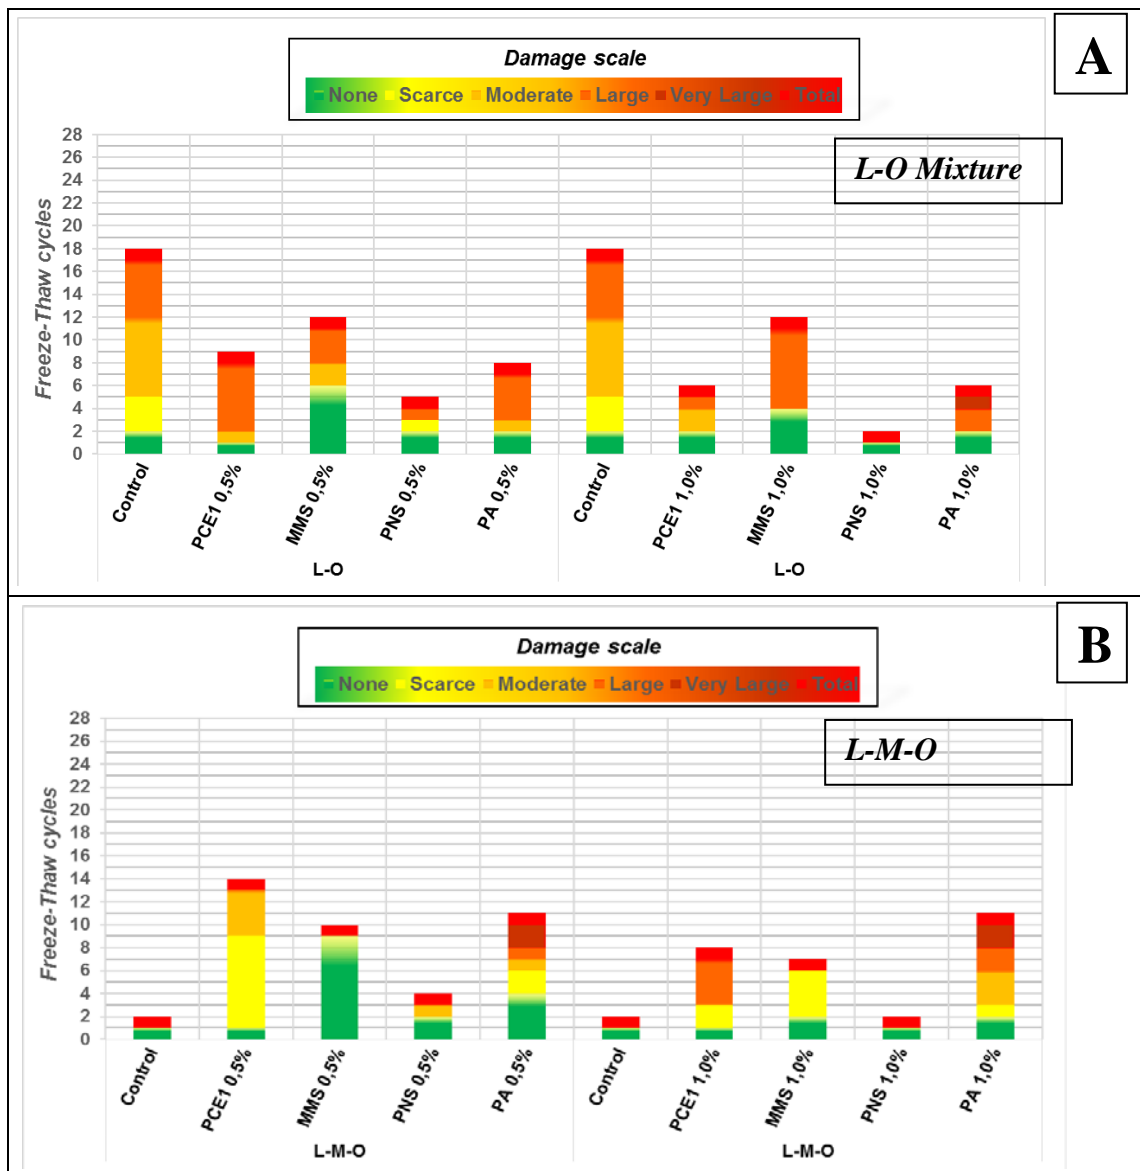 A
Damage scale
None Scarce Moderate Large Very Large Total
L-O Mixture
Freeze-Thaw cycles
28
26
24
22
20
18
16
14
12
10
8
6
4
2
0
Control PCE1 0,5% MMS 0,5% PNS 0,5% PA 0,5% Control PCE1 1,0% MMS 1,0% PNS 1,0% PA 1,0%
L-O L-O
B
Damage scale
None Scarce Moderate Large Very Large Total
L-M-O
Freeze-Thaw cycles
28
26
24
22
20
18
16
14
12
10
8
6
4
2
0
Control PCE1 0,5% MMS 0,5% PNS 0,5% PA 0,5% Control PCE1 1,0% MMS 1,0% PNS 1,0% PA 1,0%
L-M-O L-M-O